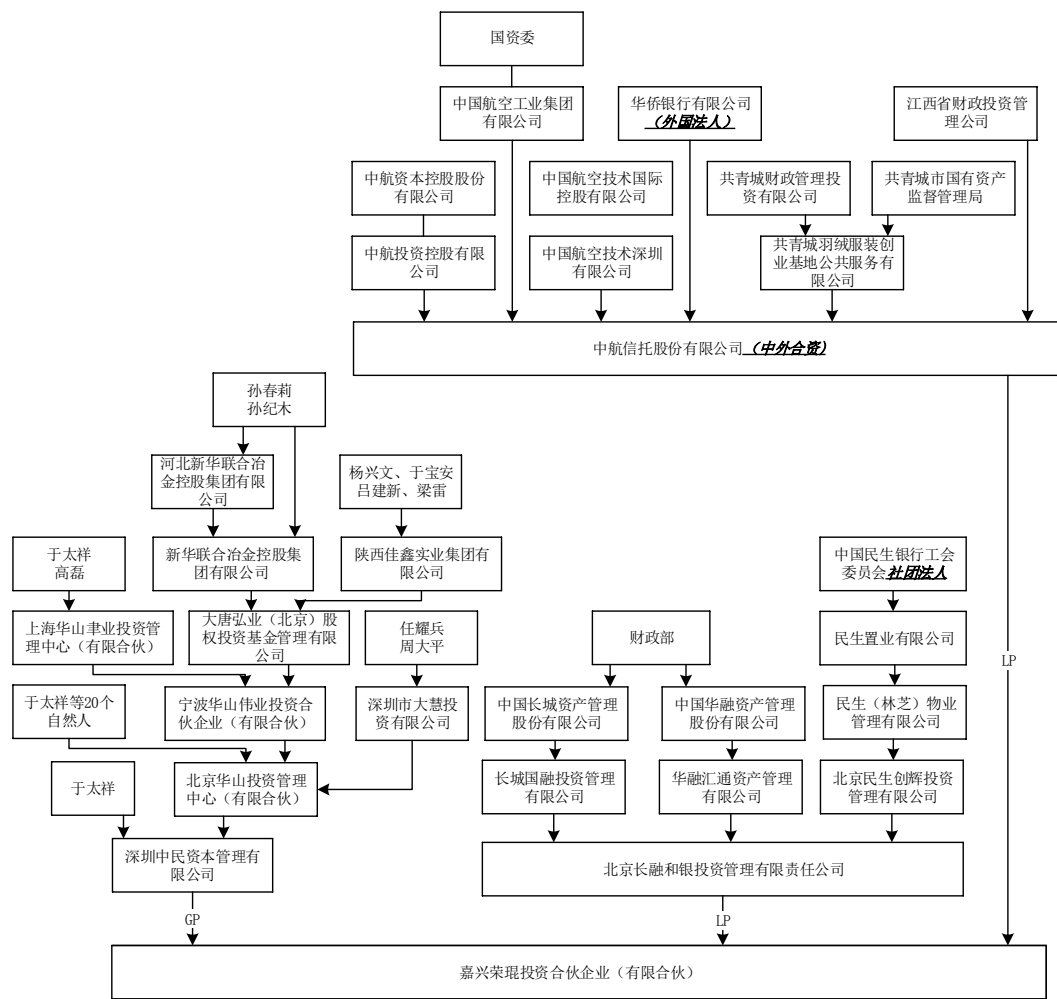 国资委
中国航空工业集团
有限公司
华侨银行有限公司
（外国法人）
江西省财政投资管
理公司
中航资本控股股份
有限公司
中国航空技术国际
控股有限公司
共青城财政管理投
资有限公司
共青城市国有资产
监督管理局
中航投资控股有限
公司
中国航空技术深圳
有限公司
共青城羽绒服装创
业基地公共服务有
限公司
中航信托股份有限公司（中外合资）
孙春莉
孙纪木
河北新华联合冶
金控股集团有限
公司
杨兴文、于宝安
吕建新、梁雷
于太祥
高磊
新华联合冶金控股集
团有限公司
陕西佳鑫实业集团有
限公司
中国民生银行工会
委员会社团法人
上海华山聿业投资管
理中心（有限合伙）
大唐弘业（北京）股
权投资基金管理有限
公司
任耀兵
周大平
财政部
民生置业有限公司
LP
于太祥等20个
自然人
宁波华山伟业投资合
伙企业（有限合伙）
深圳市大慧投
资有限公司
中国长城资产管理
股份有限公司
中国华融资产管理
股份有限公司
民生（林芝）物业
管理有限公司
于太祥
北京华山投资管理
中心（有限合伙）
长城国融投资管理
有限公司
华融汇通资产管理
有限公司
北京民生创辉投资
管理有限公司
深圳中民资本管理有
限公司
北京长融和银投资管理有限责任公司
GP
LP
嘉兴荣琨投资合伙企业（有限合伙）